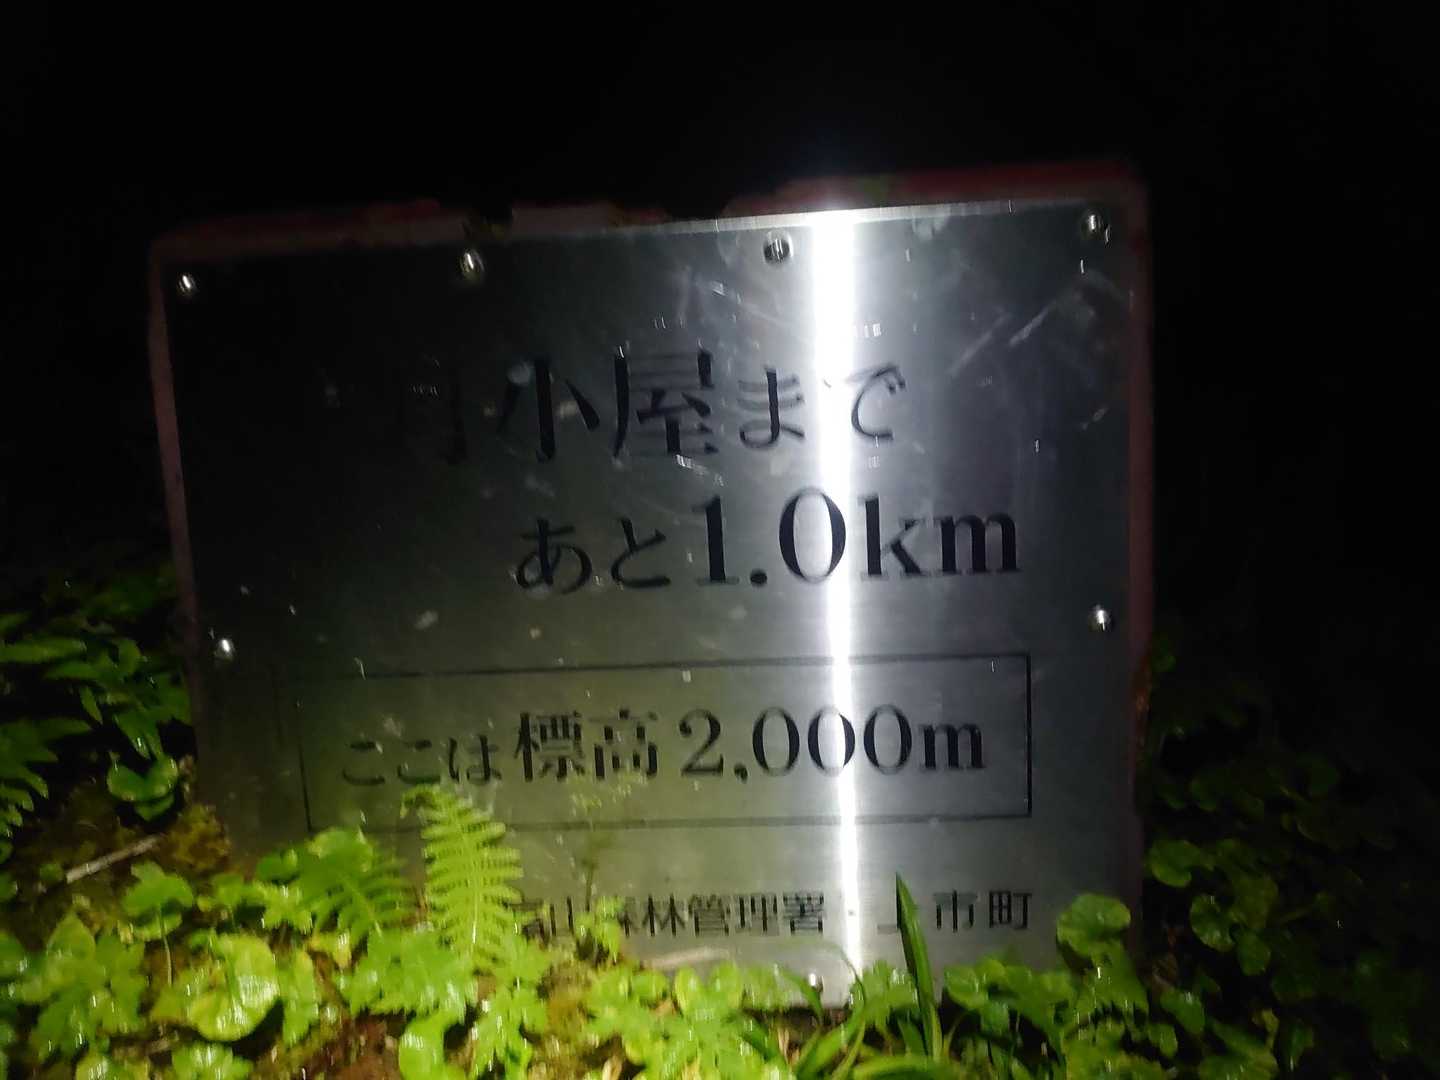 小屋まで
あと1.0km
ここは標高2,000m
山森林管理署 市町